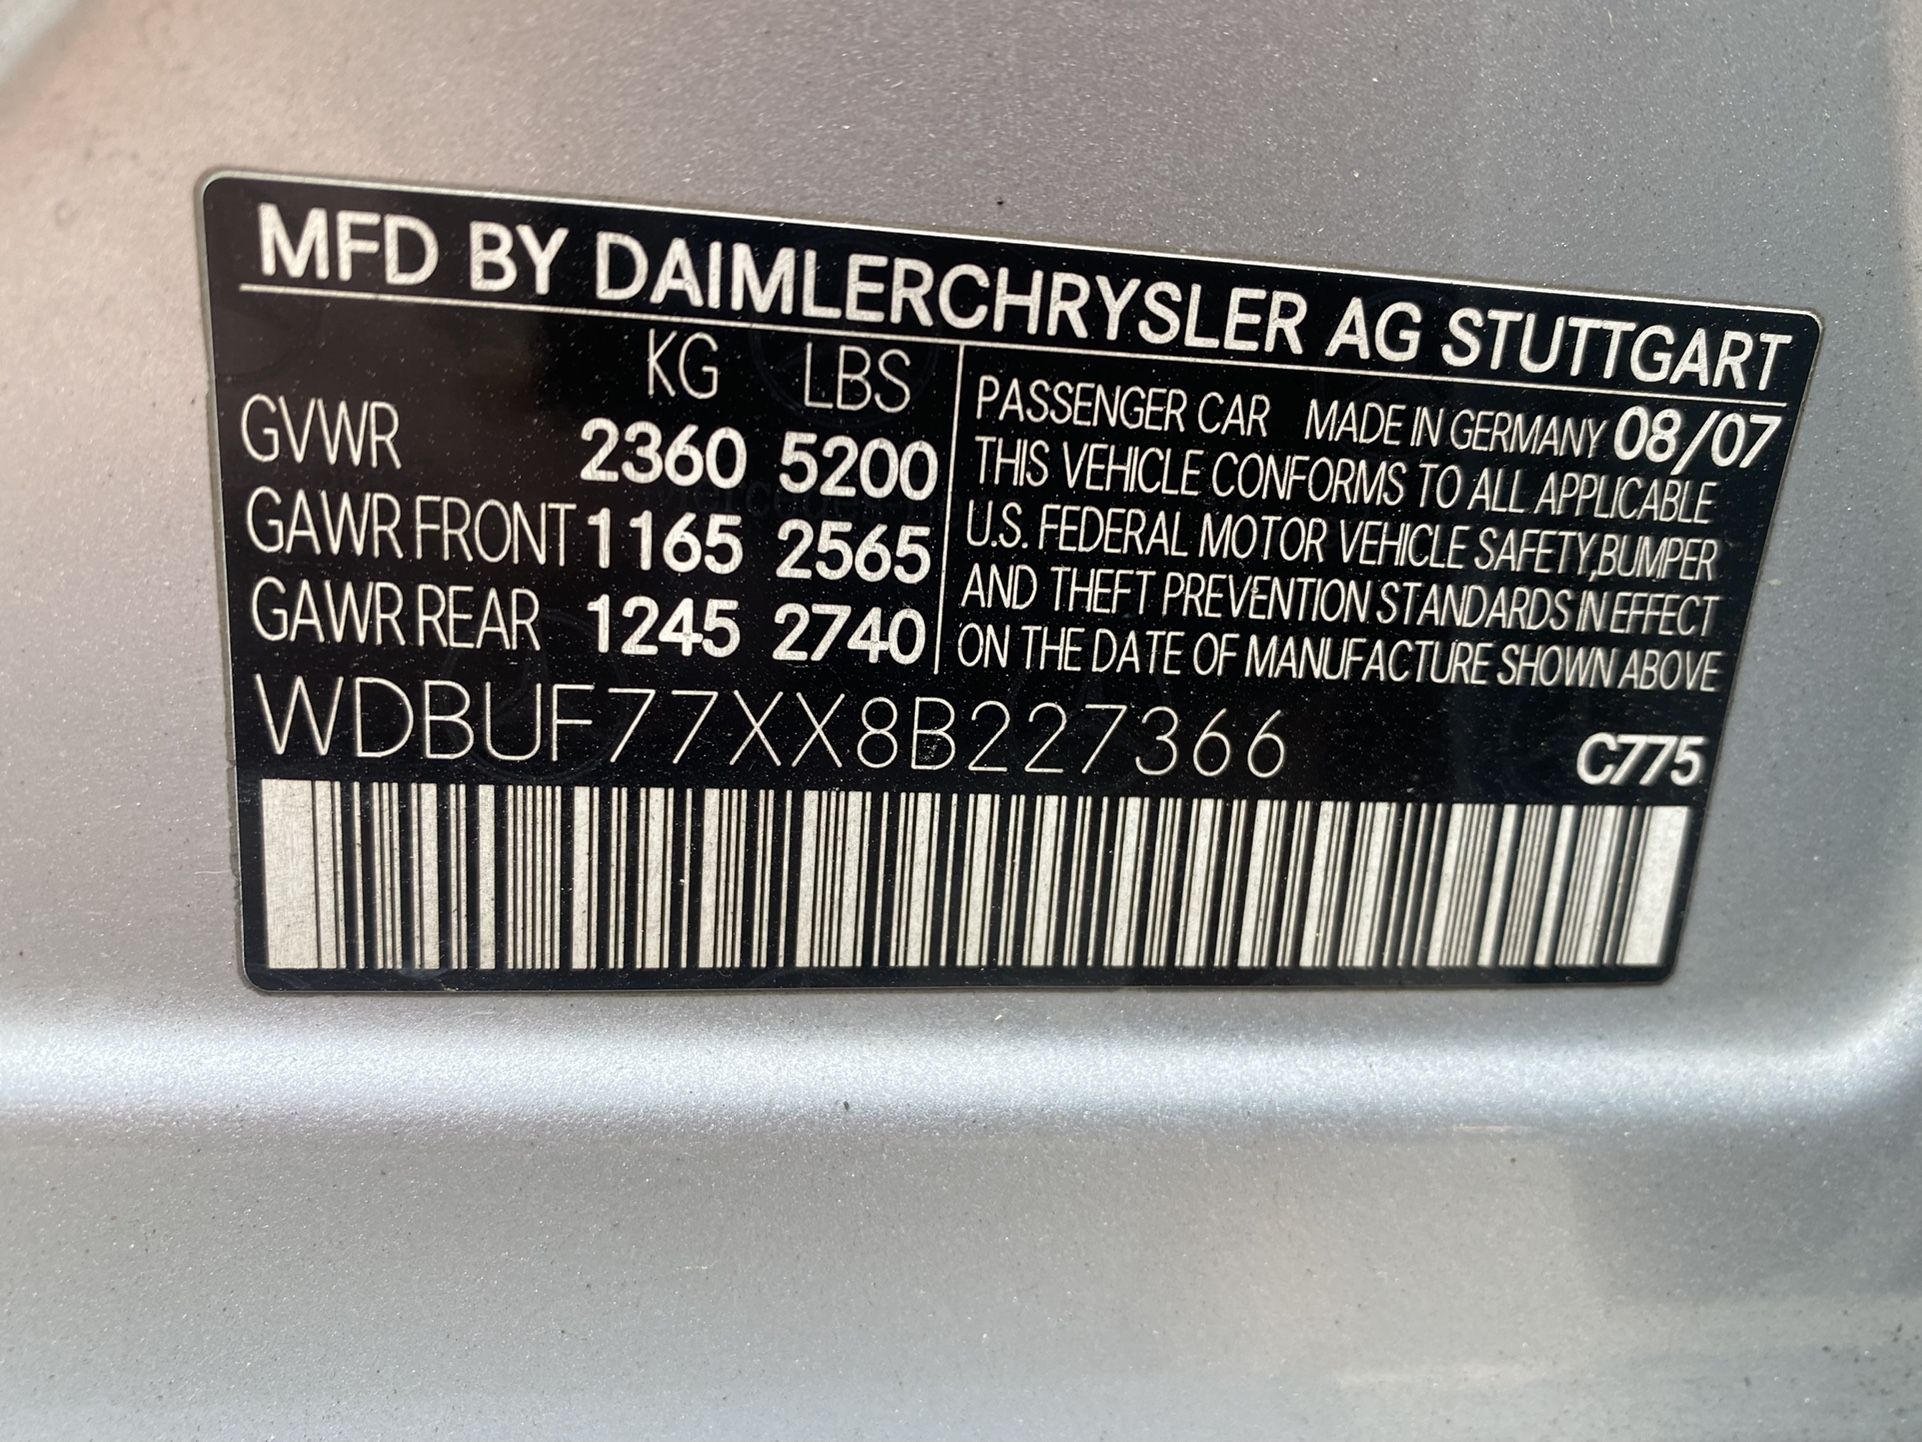 MFD BY DAIMLERCHRYSLER AG STUTTGART
KG LBS
GVWR 2360 5200
GAWR FRONT 1165 2565
GAWR REAR 1245 2740
PASSENGER CAR MADE IN GERMANY 08/07
THIS VEHICLE CONFORMS TO ALL APPLICABLE
U.S. FEDERAL MOTOR VEHICLE SAFETY,BUMPER
AND THEFT PREVENTION STANDARDS IN EFFECT
ON THE DATE OF MANUFACTURE SHOWN ABOVE
WDBUF77XX8B227366
C775